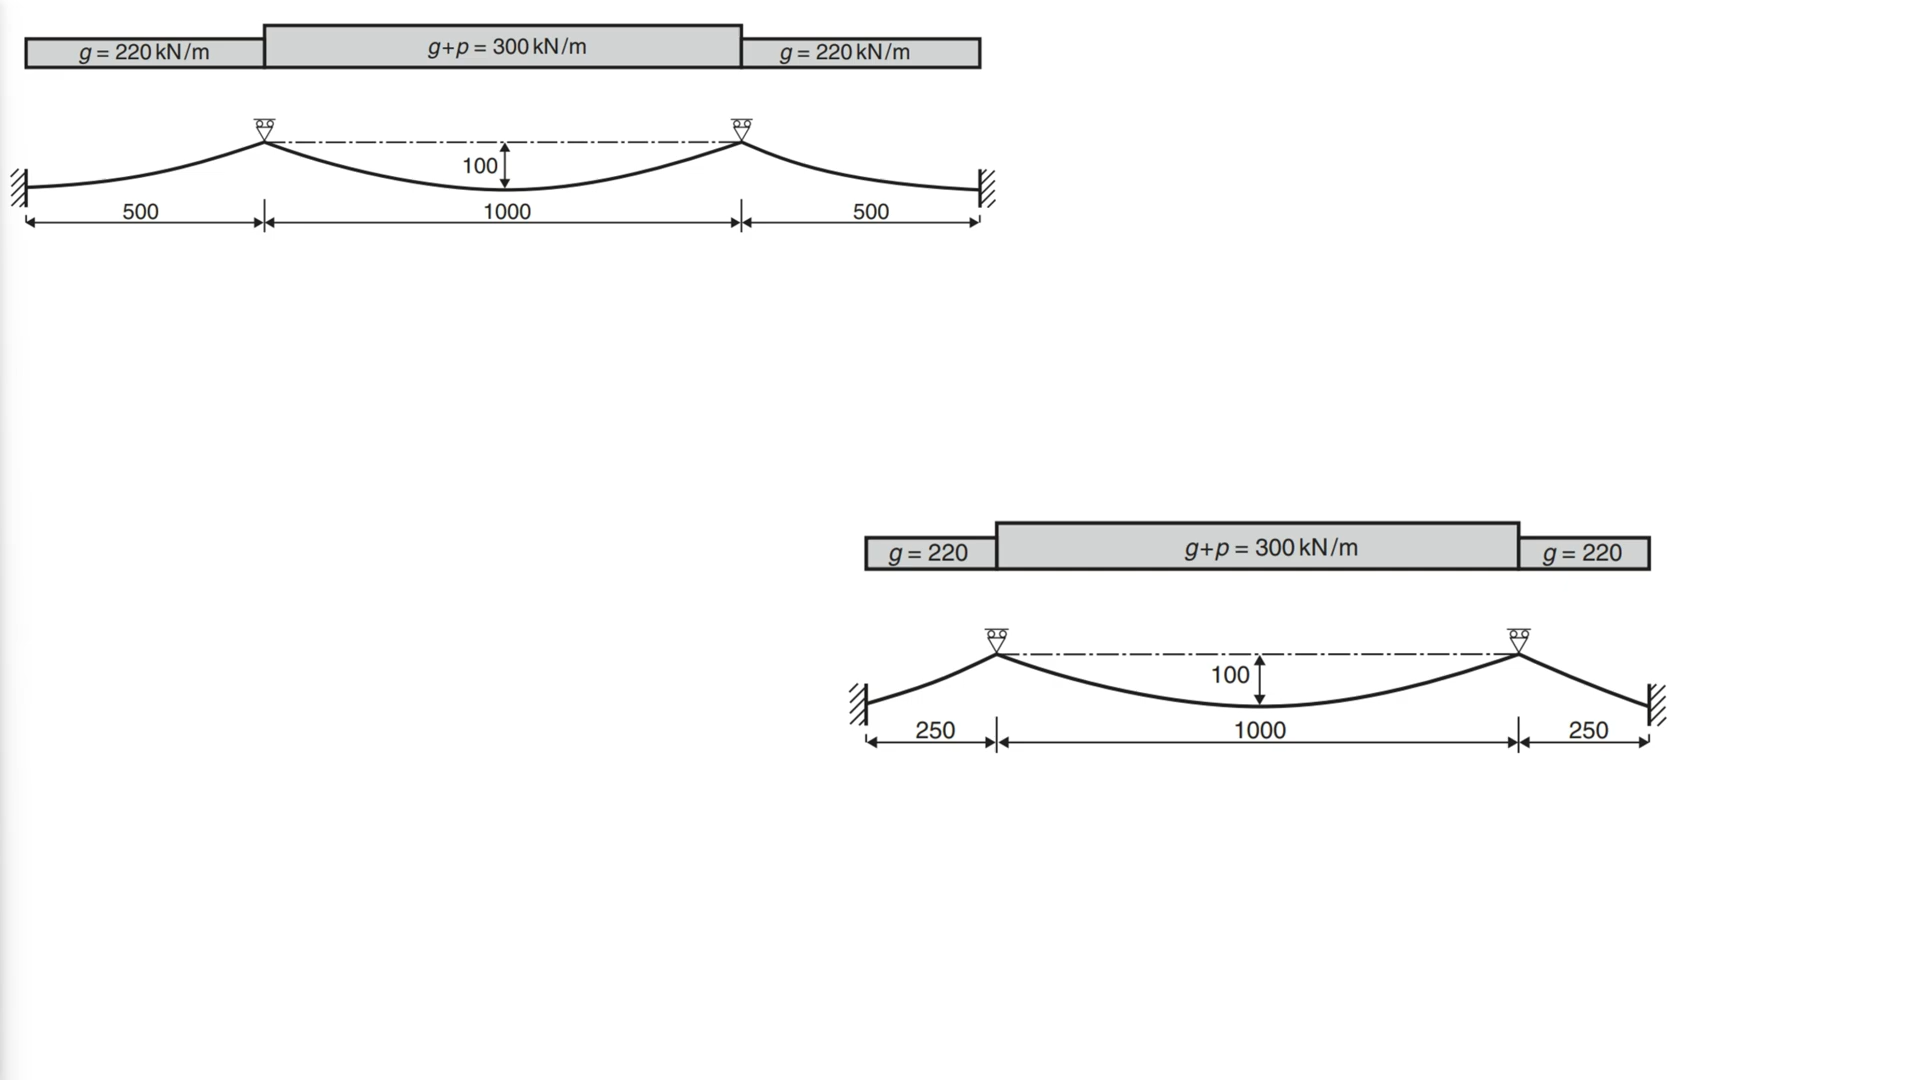 g = 220 kN/m
g+p = 300 kN/m
g = 220 kN/m
100
500
1000
500
g = 220
g+p = 300 kN/m
g = 220
100
250
1000
250